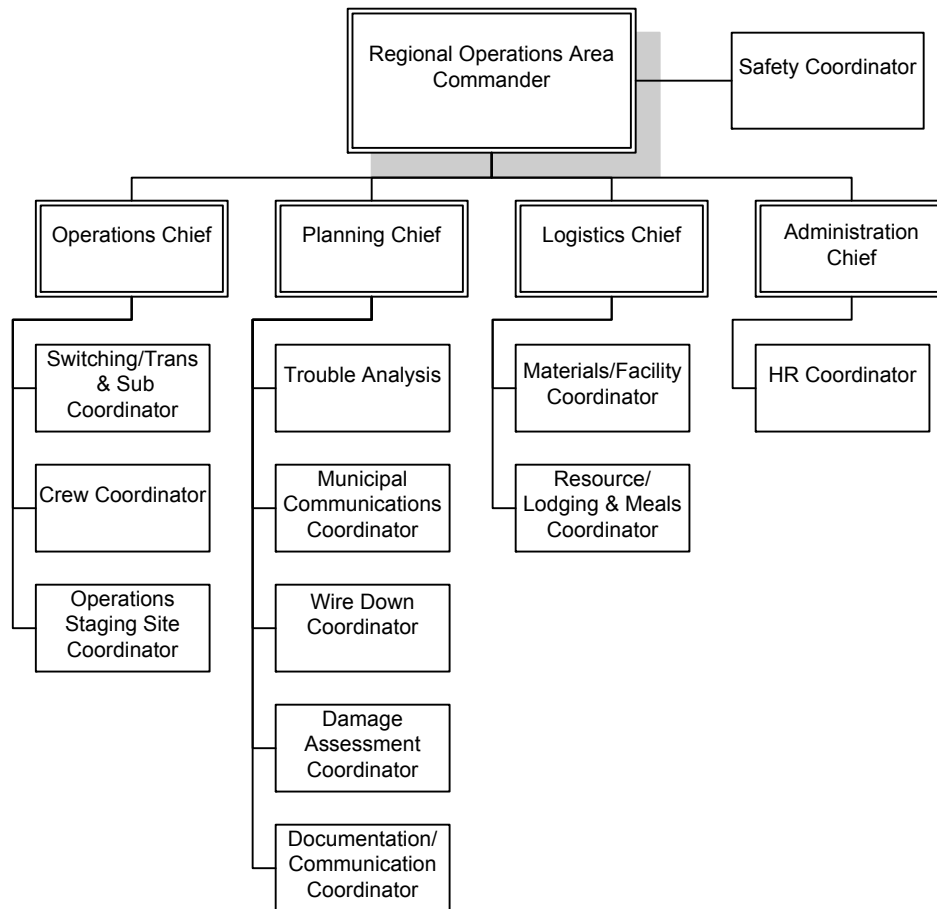 Regional Operations Area
Commander
Safety Coordinator
Operations Chief
Planning Chief
Logistics Chief
Administration
Chief
Switching/Trans
& Sub
Coordinator
Trouble Analysis
Materials/Facility
Coordinator
HR Coordinator
Crew Coordinator
Municipal
Communications
Coordinator
Resource/
Lodging & Meals
Coordinator
Operations
Staging Site
Coordinator
Wire Down
Coordinator
Damage
Assessment
Coordinator
Documentation/
Communication
Coordinator